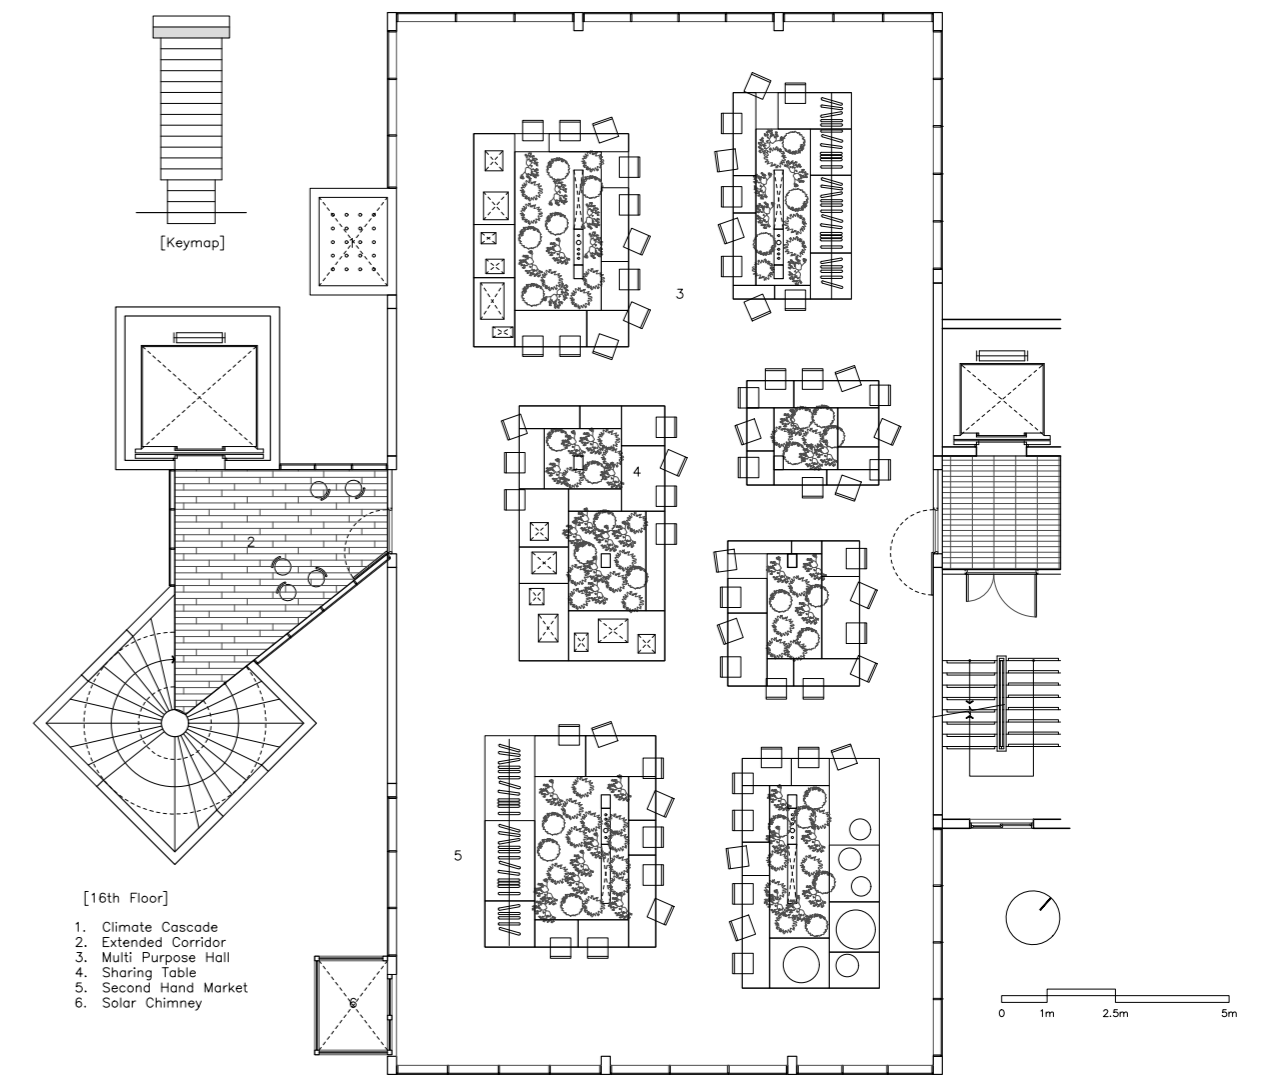 [Keymap]
1
3
4
2
5
[16th Floor]
1. Climate Cascade
2. Extended Corridor
3. Multi Purpose Hall
4. Sharing Table
5. Second Hand Market
6. Solar Chimney
6
0 1m 2.5m 5m